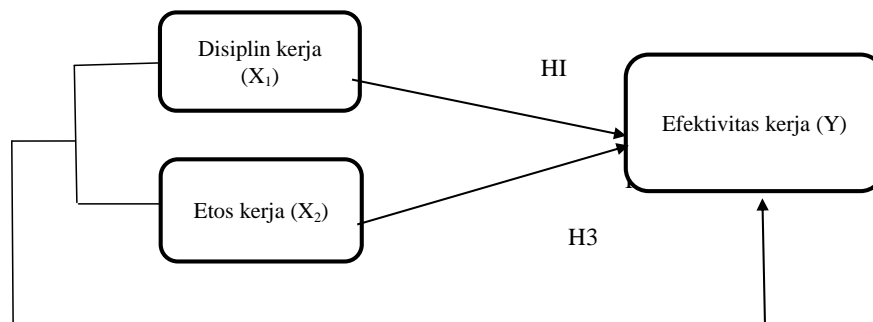 Disiplin kerja
(X₁)
HI
Efektivitas kerja (Y)
Etos kerja (X₂)
H3